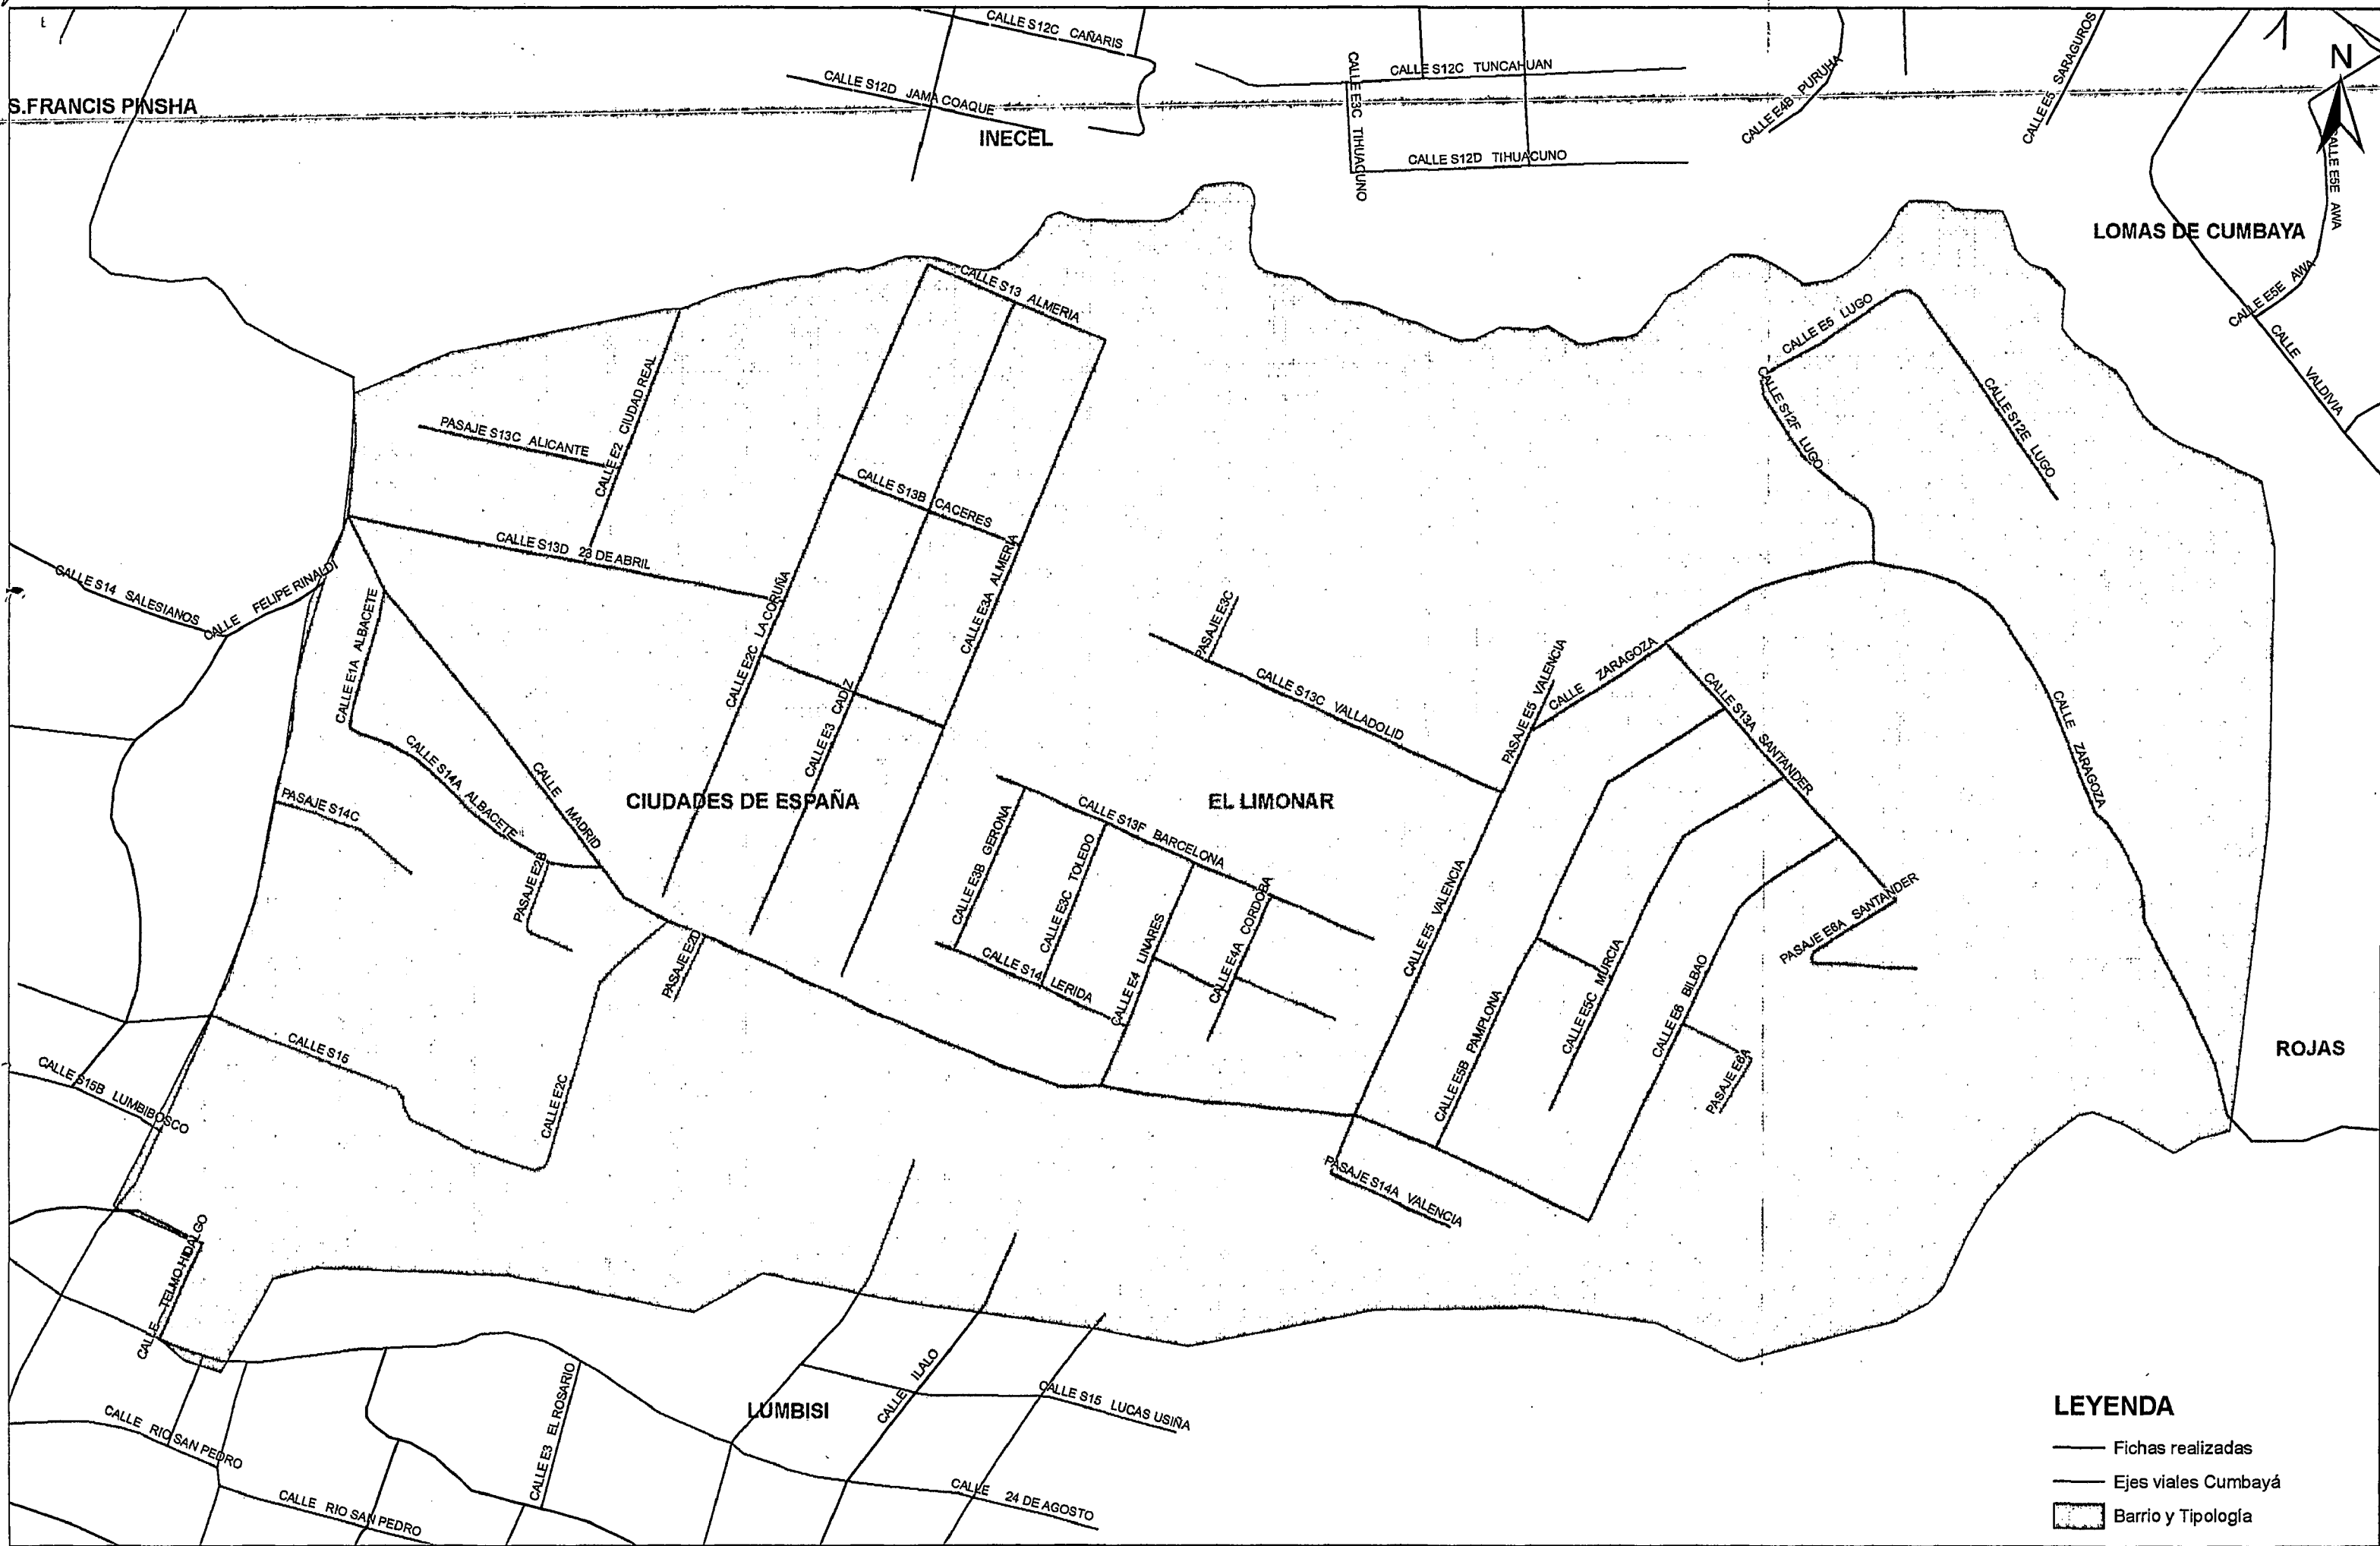 CALLE S12C CAÑARIS
CALLE S12D JAMA COAQUE
INECEL
S.FRANCIS PINSHA
CALLE S12C TUNCAHUAN
CALLE E3C TIHUACUNO
CALLE S12D TIHUACUNO
CALLE E4B PURUHA
CALLE E5 SARAGUROS
N
CALLE E5E AWA
LOMAS DE CUMBAYA
CALLE E5E AWA
CALLE VALDIVIA
CALLE S13 ALMERIA
CALLE E5 LUGO
CALLE S12F LUGO
CALLE S12E LUGO
CALLE E2 CIUDAD REAL
PASAJE S13C ALICANTE
CALLE S13B CACERES
CALLE S13D 23 DE ABRIL
CALLE S14 SALESIANOS
CALLE FELIPE RINALDI
CALLE E1A ALBACETE
CALLE E2C LA CORUÑA
CALLE E3A ALMERIA
CALLE E3 CADIZ
PASAJE E3C
CALLE S13C VALLADOLID
PASAJE E5 VALENCIA
CALLE ZARAGOZA
CALLE S13A SANTANDER
CALLE ZARAGOZA
CALLE S14A ALBACETE
CALLE MADRID
PASAJE S14C
CIUDADES DE ESPAÑA
EL LIMONAR
CALLE S13F BARCELONA
CALLE E3B GERONA
CALLE E3C TOLEDO
CALLE E4 LINARES
CALLE E4A CORDOBA
CALLE S14 LERIDA
CALLE E5 VALENCIA
PASAJE E2B
PASAJE E2D
PASAJE E6A SANTANDER
CALLE E5B PAMPLONA
CALLE E5C MURCIA
CALLE E6 BILBAO
PASAJE E6A
ROJAS
CALLE S15
CALLE E2C
CALLE S15B LUMBIBOSCO
PASAJE S14A VALENCIA
CALLE TELMO HIDALGO
CALLE E3 EL ROSARIO
LUMBISI
CALLE ILALO
CALLE S15 LUCAS USIÑA
CALLE RIO SAN PEDRO
CALLE RIO SAN PEDRO
CALLE 24 DE AGOSTO
LEYENDA
Fichas realizadas
Ejes viales Cumbayá
Barrio y Tipología